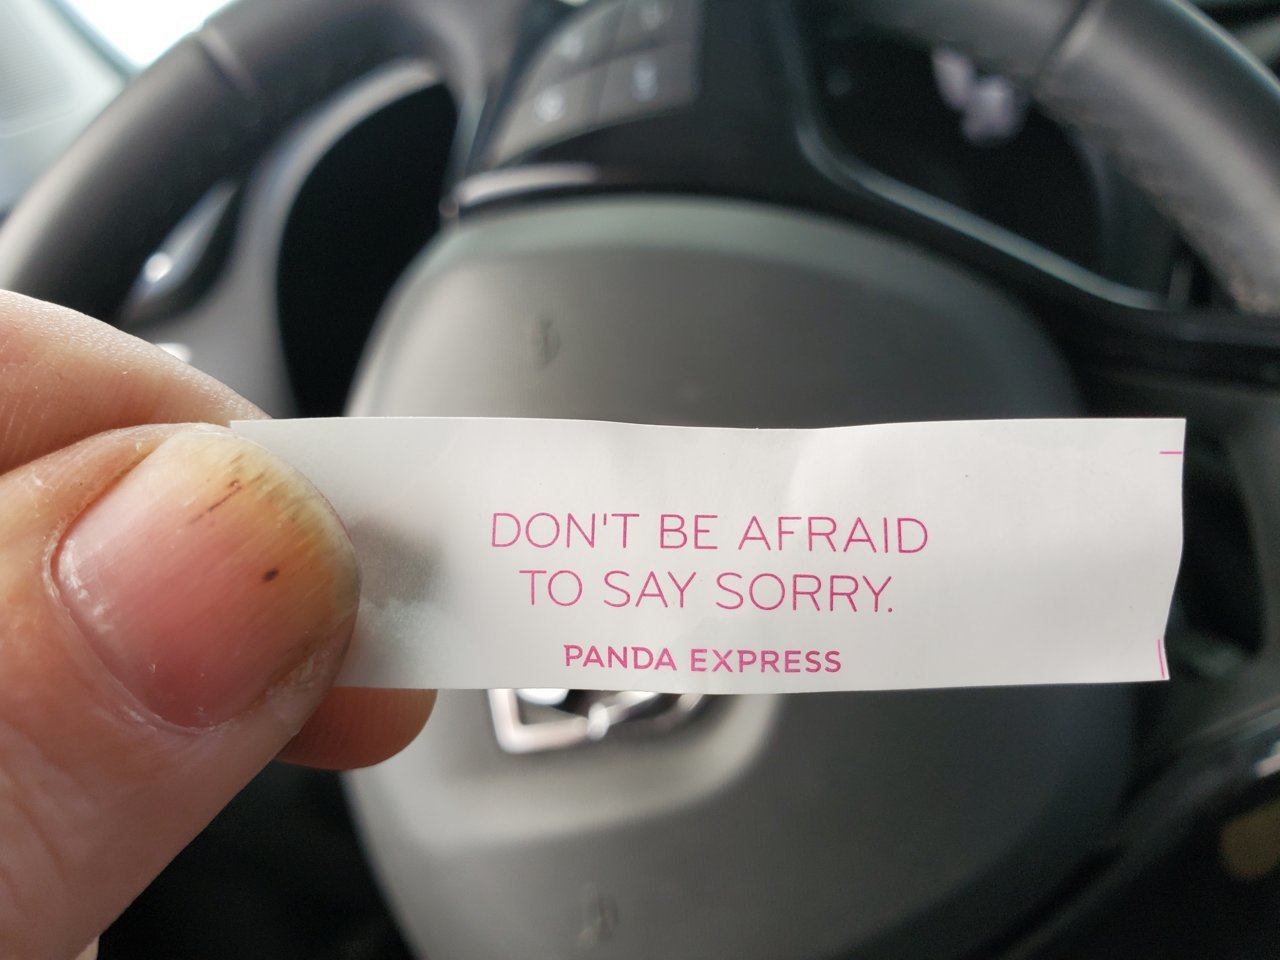 DON'T BE AFRAID
TO SAY SORRY.
PANDA EXPRESS